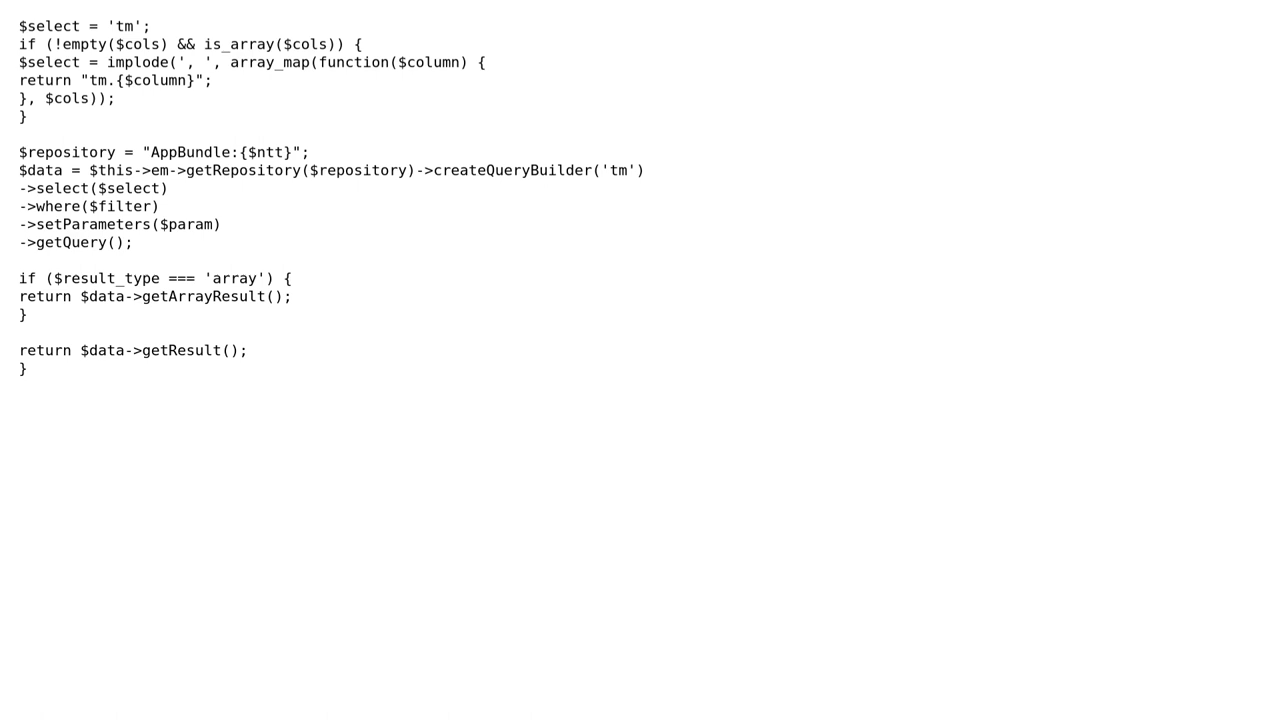 $select = 'tm';
if (!empty($cols) && is_array($cols)) {
$select = implode(', ', array_map(function($column) {
return "tm.{$column}";
}, $cols));
}

$repository = "AppBundle:{$ntt}";
$data = $this->em->getRepository($repository)->createQueryBuilder('tm')
->select($select)
->where($filter)
->setParameters($param)
->getQuery();

if ($result_type === 'array') {
return $data->getArrayResult();
}

return $data->getResult();
}